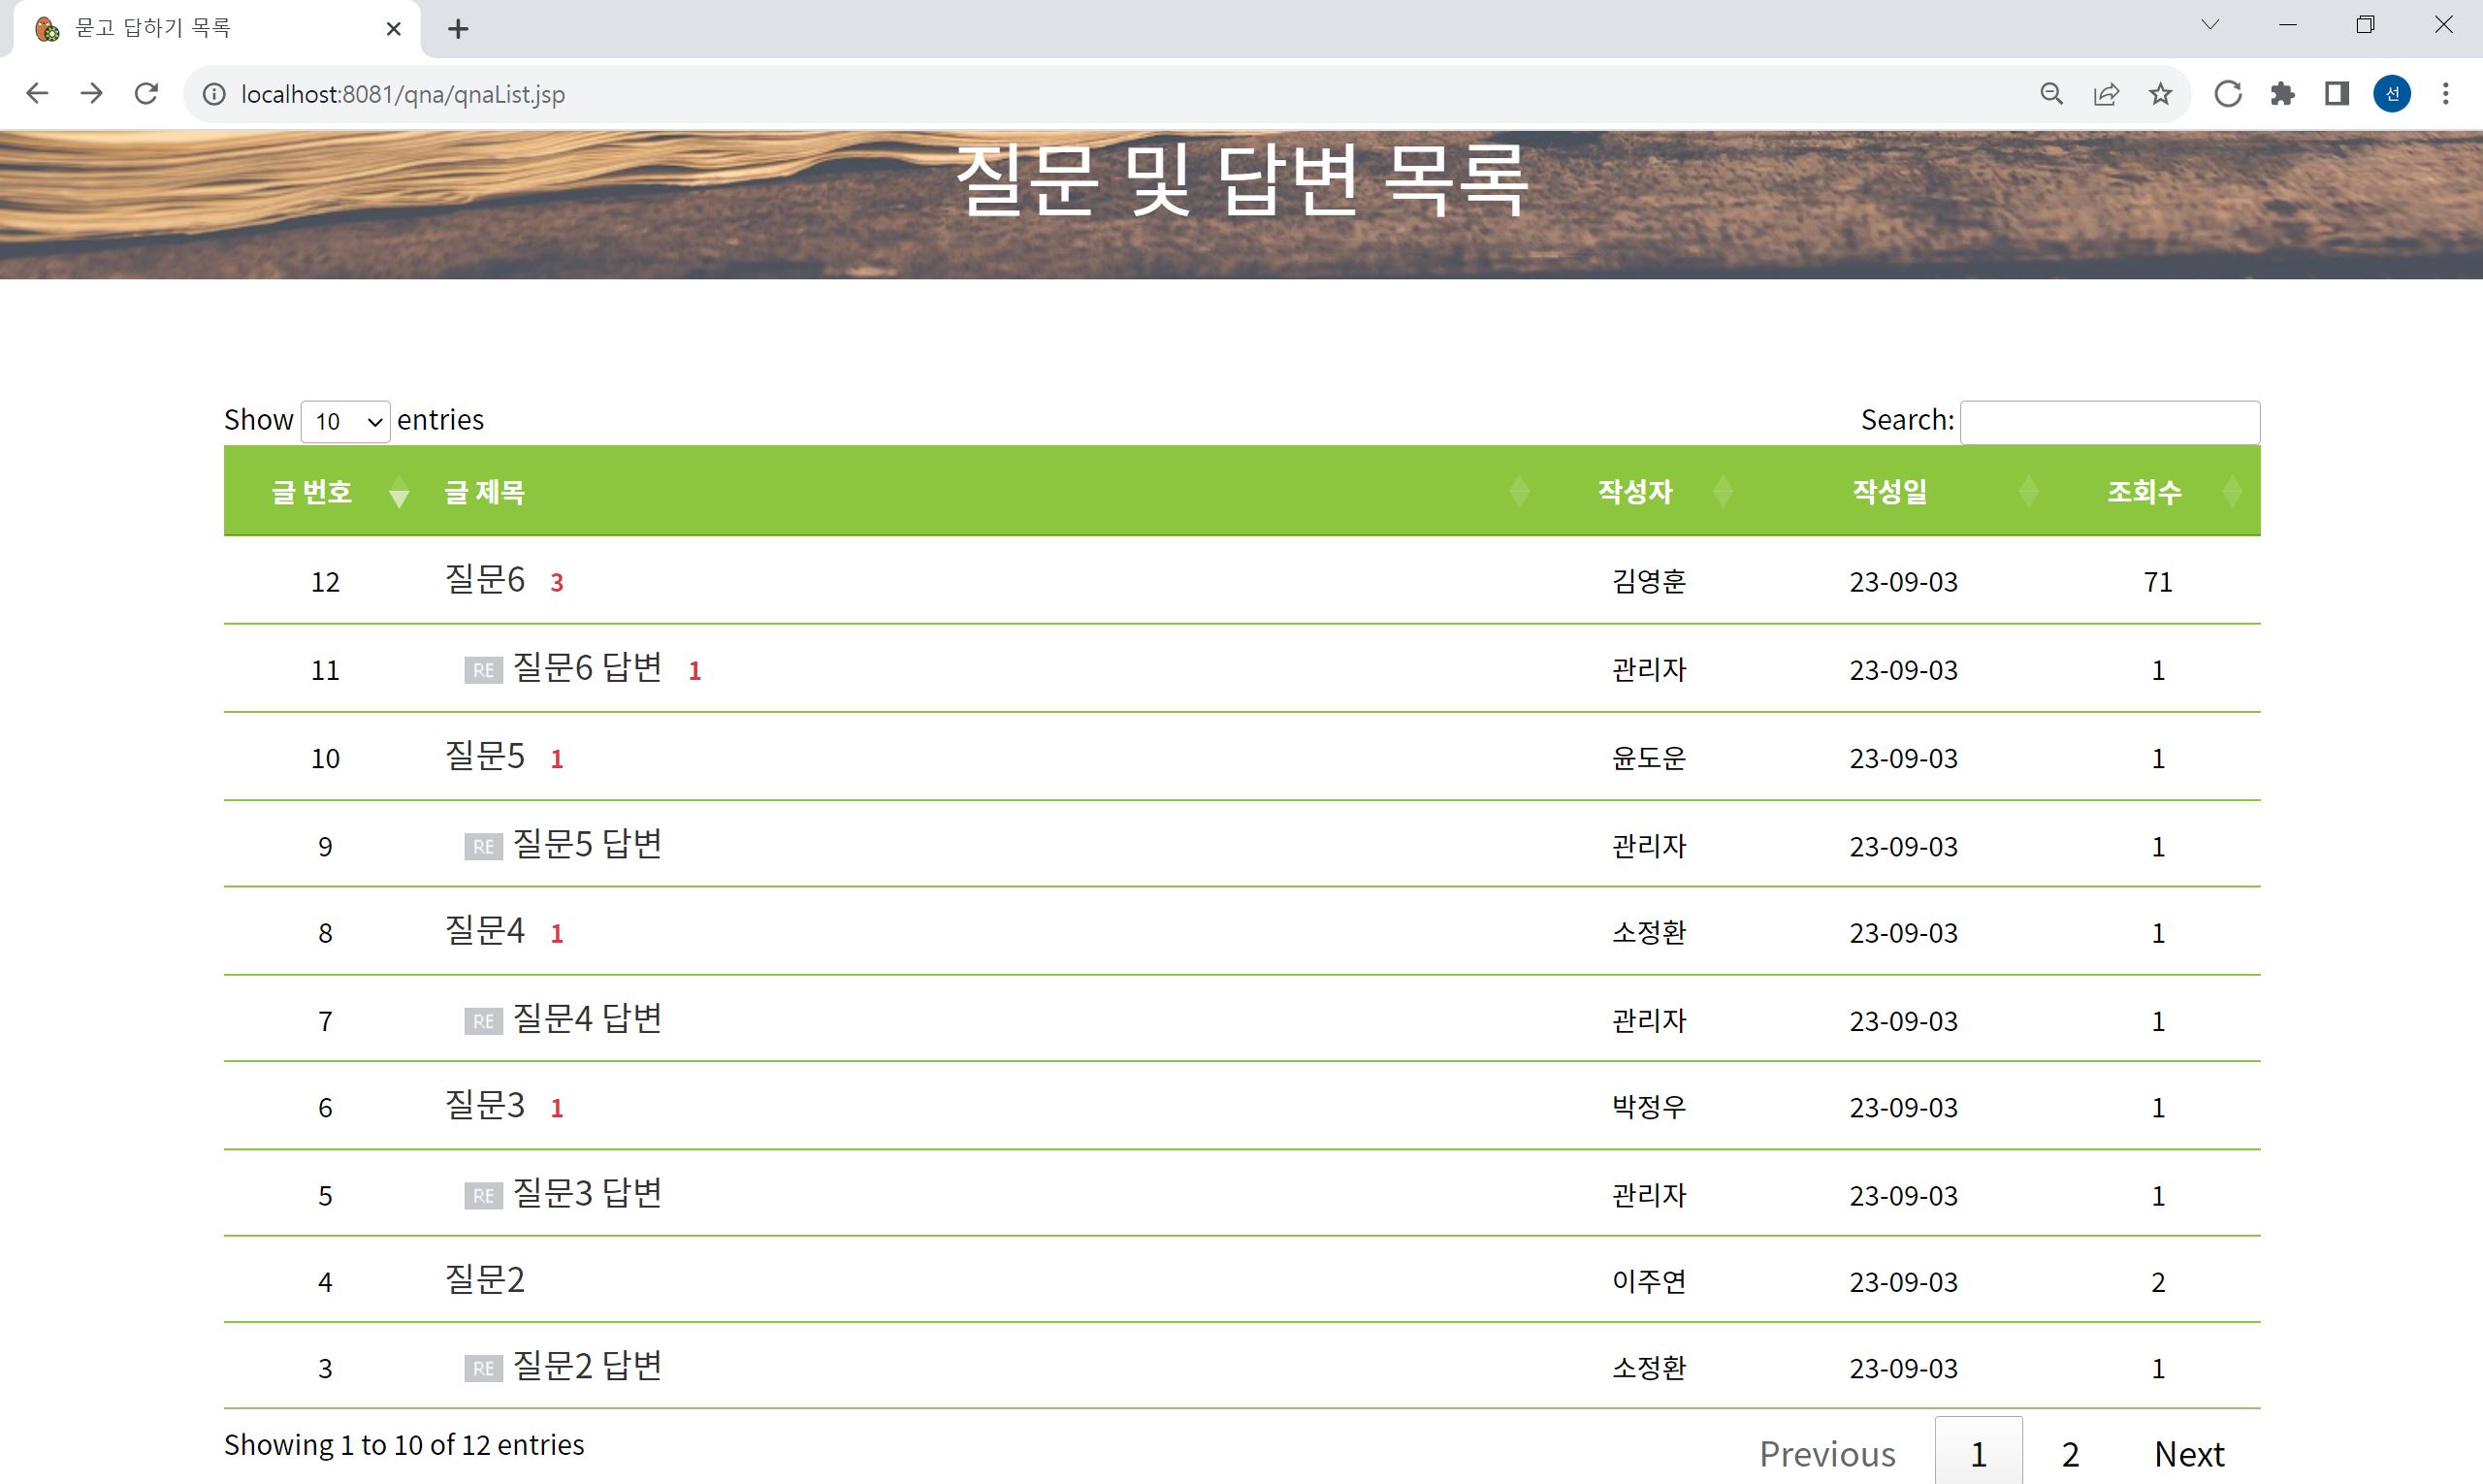 묻고 답하기 목록
localhost:8081/qna/qnaList.jsp
선
질문 및 답변 목록
Show 10 entries Search:
글 번호 글 제목 작성자 작성일 조회수
12 질문6 3 김영훈 23-09-03 71
11 RE 질문6 답변 1 관리자 23-09-03 1
10 질문5 1 윤도운 23-09-03 1
9 RE 질문5 답변 관리자 23-09-03 1
8 질문4 1 소정환 23-09-03 1
7 RE 질문4 답변 관리자 23-09-03 1
6 질문3 1 박정우 23-09-03 1
5 RE 질문3 답변 관리자 23-09-03 1
4 질문2 이주연 23-09-03 2
3 RE 질문2 답변 소정환 23-09-03 1
Showing 1 to 10 of 12 entries Previous 1 2 Next